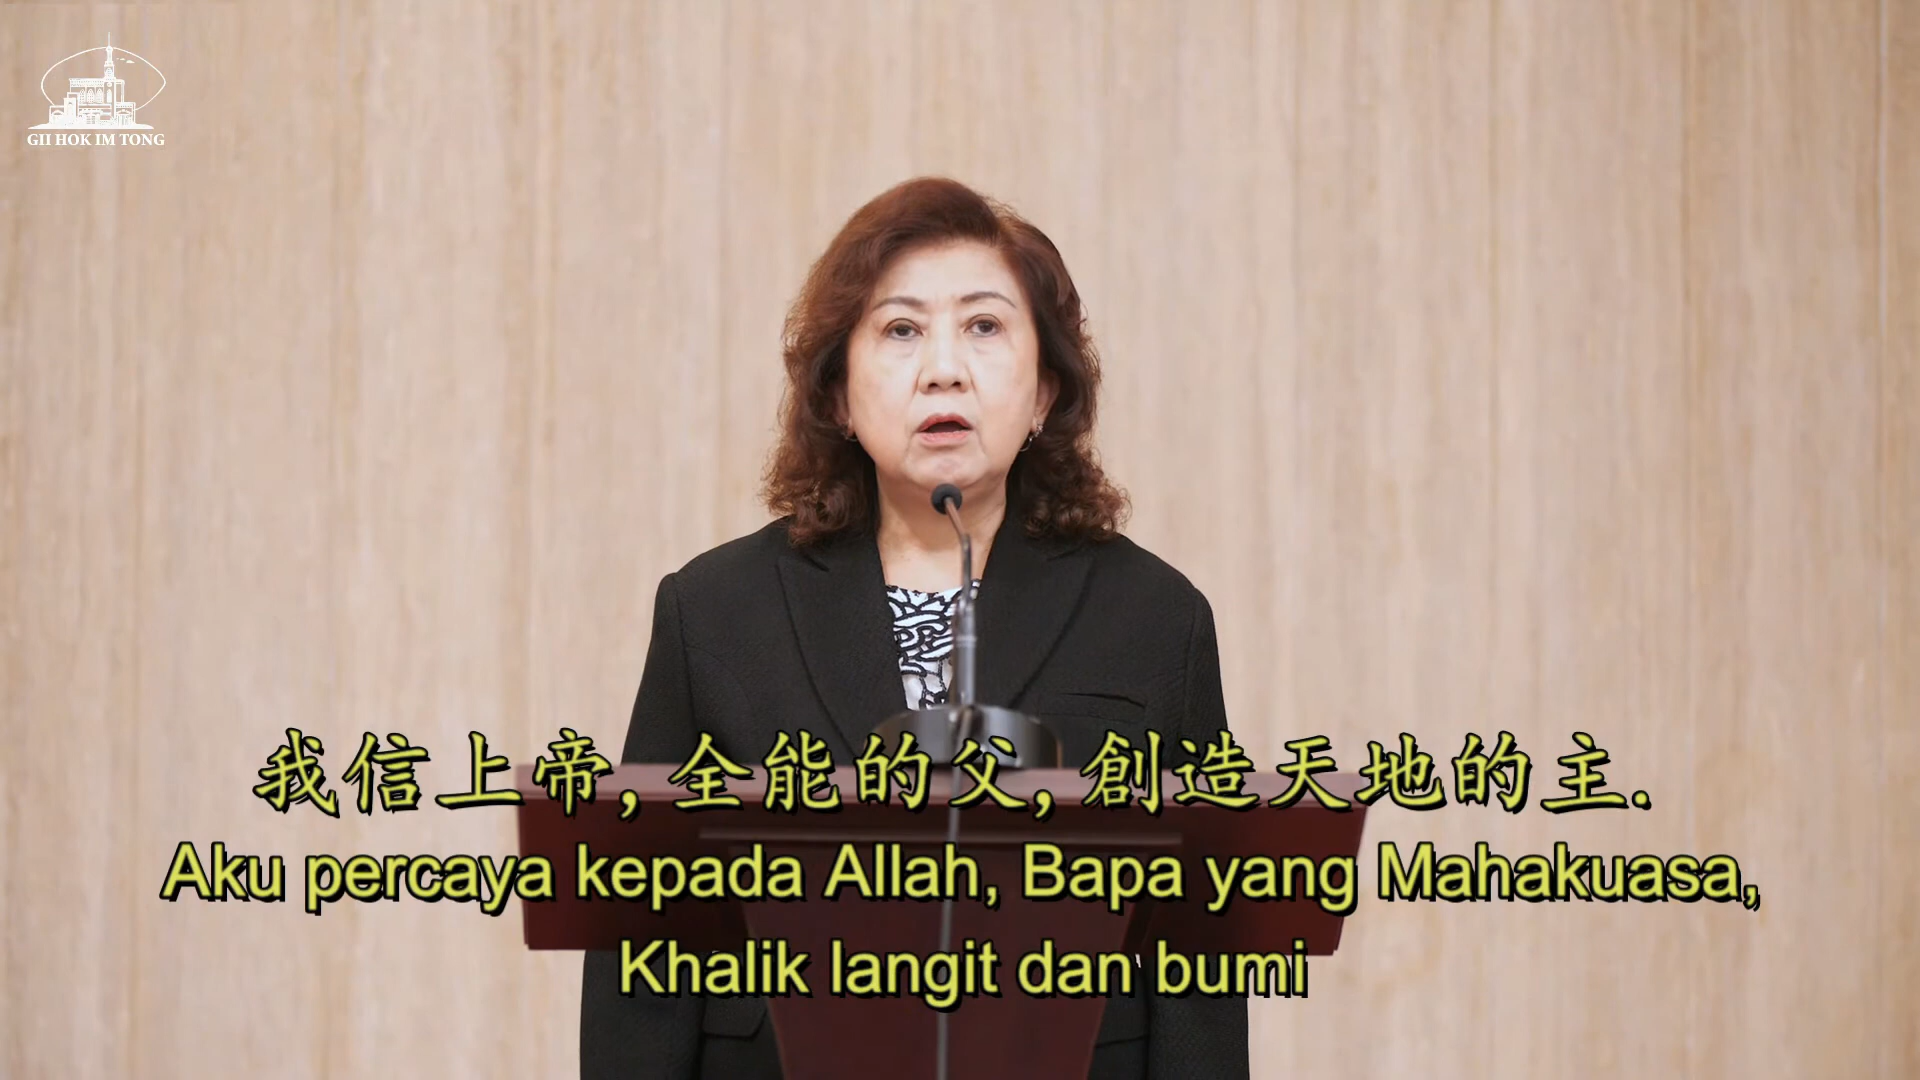 GII HOK IM TONG
我信上帝,全能的父,創造天地的主.
Aku percaya kepada Allah, Bapa yang Mahakuasa,
Khalik langit dan bumi